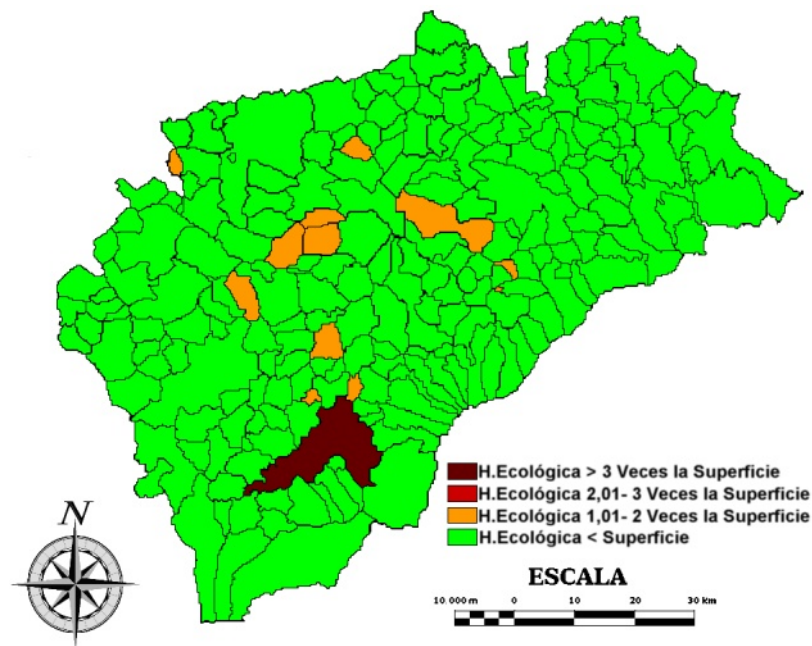 H.Ecológica > 3 Veces la Superficie
H.Ecológica 2,01- 3 Veces la Superficie
H.Ecológica 1,01- 2 Veces la Superficie
H.Ecológica < Superficie
N
ESCALA
10.000 m 0 10 20 30 km